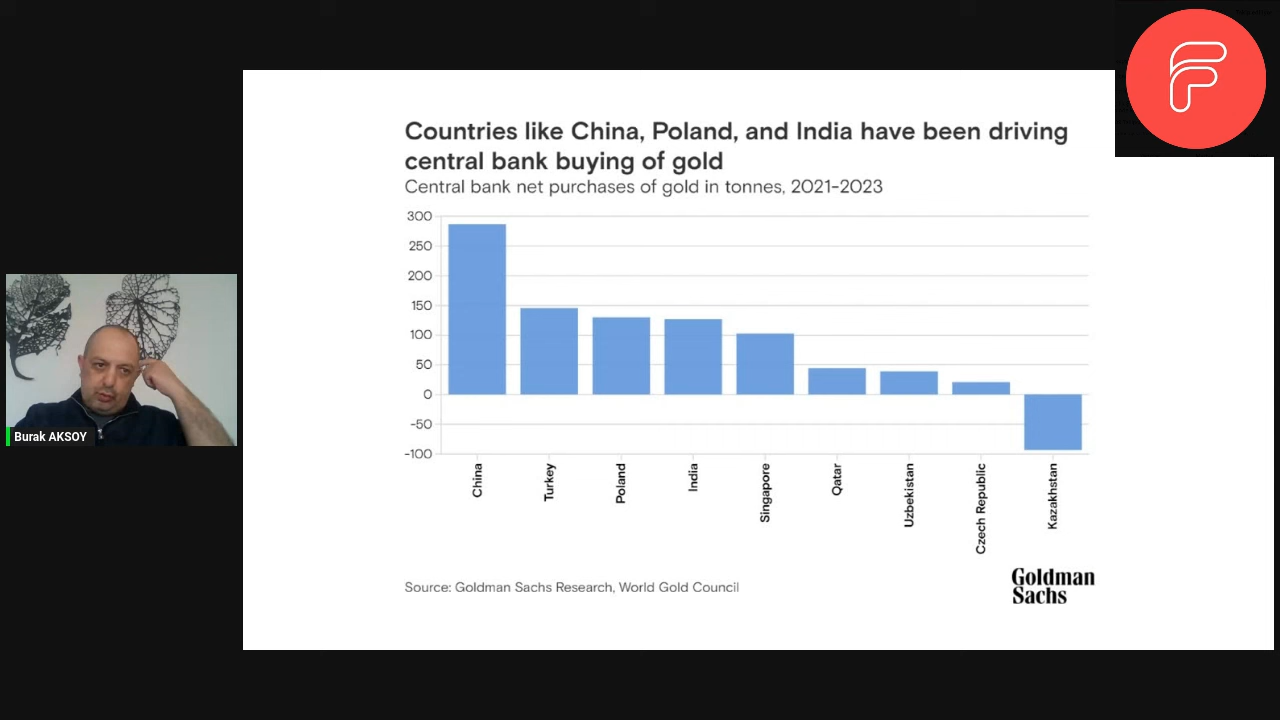 Countries like China, Poland, and India have been driving
central bank buying of gold
Central bank net purchases of gold in tonnes, 2021-2023
300
250
200
150
100
50
0
-50
-100
China
Turkey
Poland
India
Singapore
Qatar
Uzbekistan
Czech Republic
Kazakhstan
Source: Goldman Sachs Research, World Gold Council
Goldman
Sachs
Burak AKSOY
F